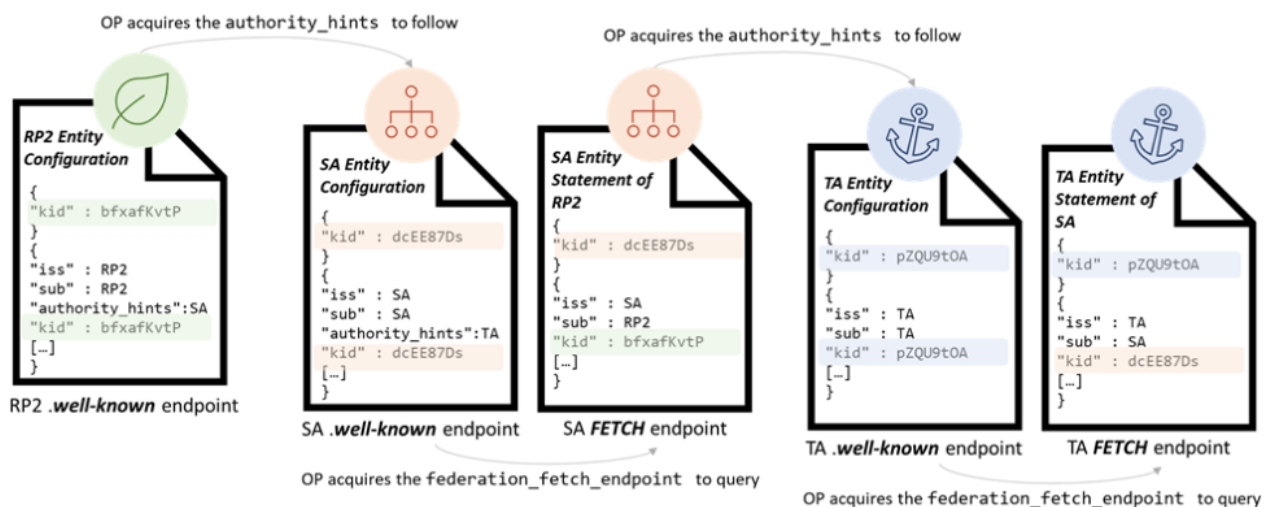 OP acquires the authority_hints to follow
OP acquires the authority_hints to follow
RP2 Entity
Configuration
{
"kid" : bfxafKvtP
}
{
"iss" : RP2
"sub" : RP2
"authority_hints":SA
"kid" : bfxafKvtP
[…]
}
RP2 .well-known endpoint
SA Entity
Configuration
{
"kid" : dcEE87Ds
}
{
"iss" : SA
"sub" : SA
"authority_hints":TA
"kid" : dcEE87Ds
[…]
}
SA .well-known endpoint
SA Entity
Statement of
RP2
{
"kid" : dcEE87Ds
}
{
"iss" : SA
"sub" : RP2
"kid" : bfxafKvtP
[…]
}
SA FETCH endpoint
OP acquires the federation_fetch_endpoint to query
TA Entity
Configuration
{
"kid" : pZQU9tOA
}
{
"iss" : TA
"sub" : TA
"kid" : pZQU9tOA
[…]
}
TA .well-known endpoint
TA Entity
Statement of
SA
{
"kid" : pZQU9tOA
}
{
"iss" : TA
"sub" : SA
"kid" : dcEE87Ds
[…]
}
TA FETCH endpoint
OP acquires the federation_fetch_endpoint to query